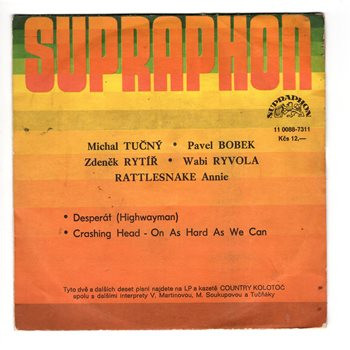 SUPRAPHON
SUPRAPHON
11 0088-7311
Kčs 12,—
Michal TUČNÝ • Pavel BOBEK
Zdeněk RYTÍŘ • Wabi RYVOLA
RATTLESNAKE Annie
• Desperát (Highwayman)
• Crashing Head - On As Hard As We Can
Tyto dvě a dalších deset písní najdete na LP a kazetě COUNTRY KOLOTOČ
spolu s dalšími interprety V. Martinovou, M. Soukupovou a Tučňáky